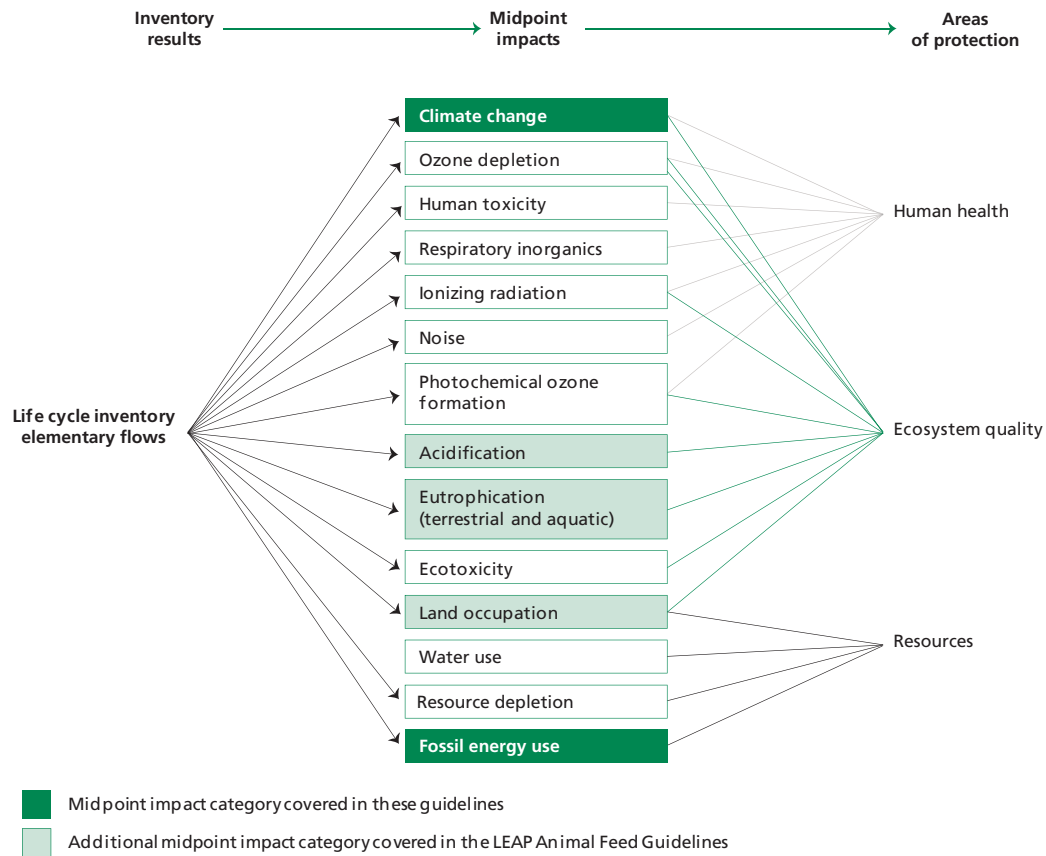 Inventory
results
Midpoint
impacts
Areas
of protection
Climate change
Ozone depletion
Human toxicity
Respiratory inorganics
Ionizing radiation
Noise
Photochemical ozone
formation
Acidification
Eutrophication
(terrestrial and aquatic)
Ecotoxicity
Land occupation
Water use
Resource depletion
Fossil energy use
Life cycle inventory
elementary flows
Human health
Ecosystem quality
Resources
Midpoint impact category covered in these guidelines
Additional midpoint impact category covered in the LEAP Animal Feed Guidelines